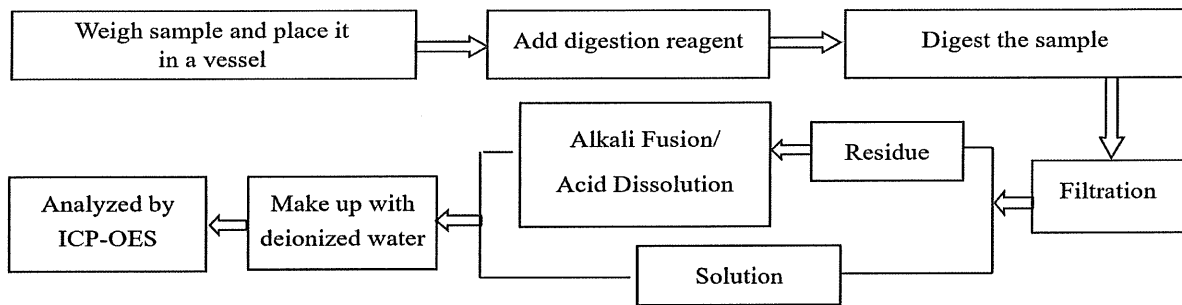 Weigh sample and place it
in a vessel
Add digestion reagent
Digest the sample
Filtration
Residue
Alkali Fusion/
Acid Dissolution
Solution
Make up with
deionized water
Analyzed by
ICP-OES